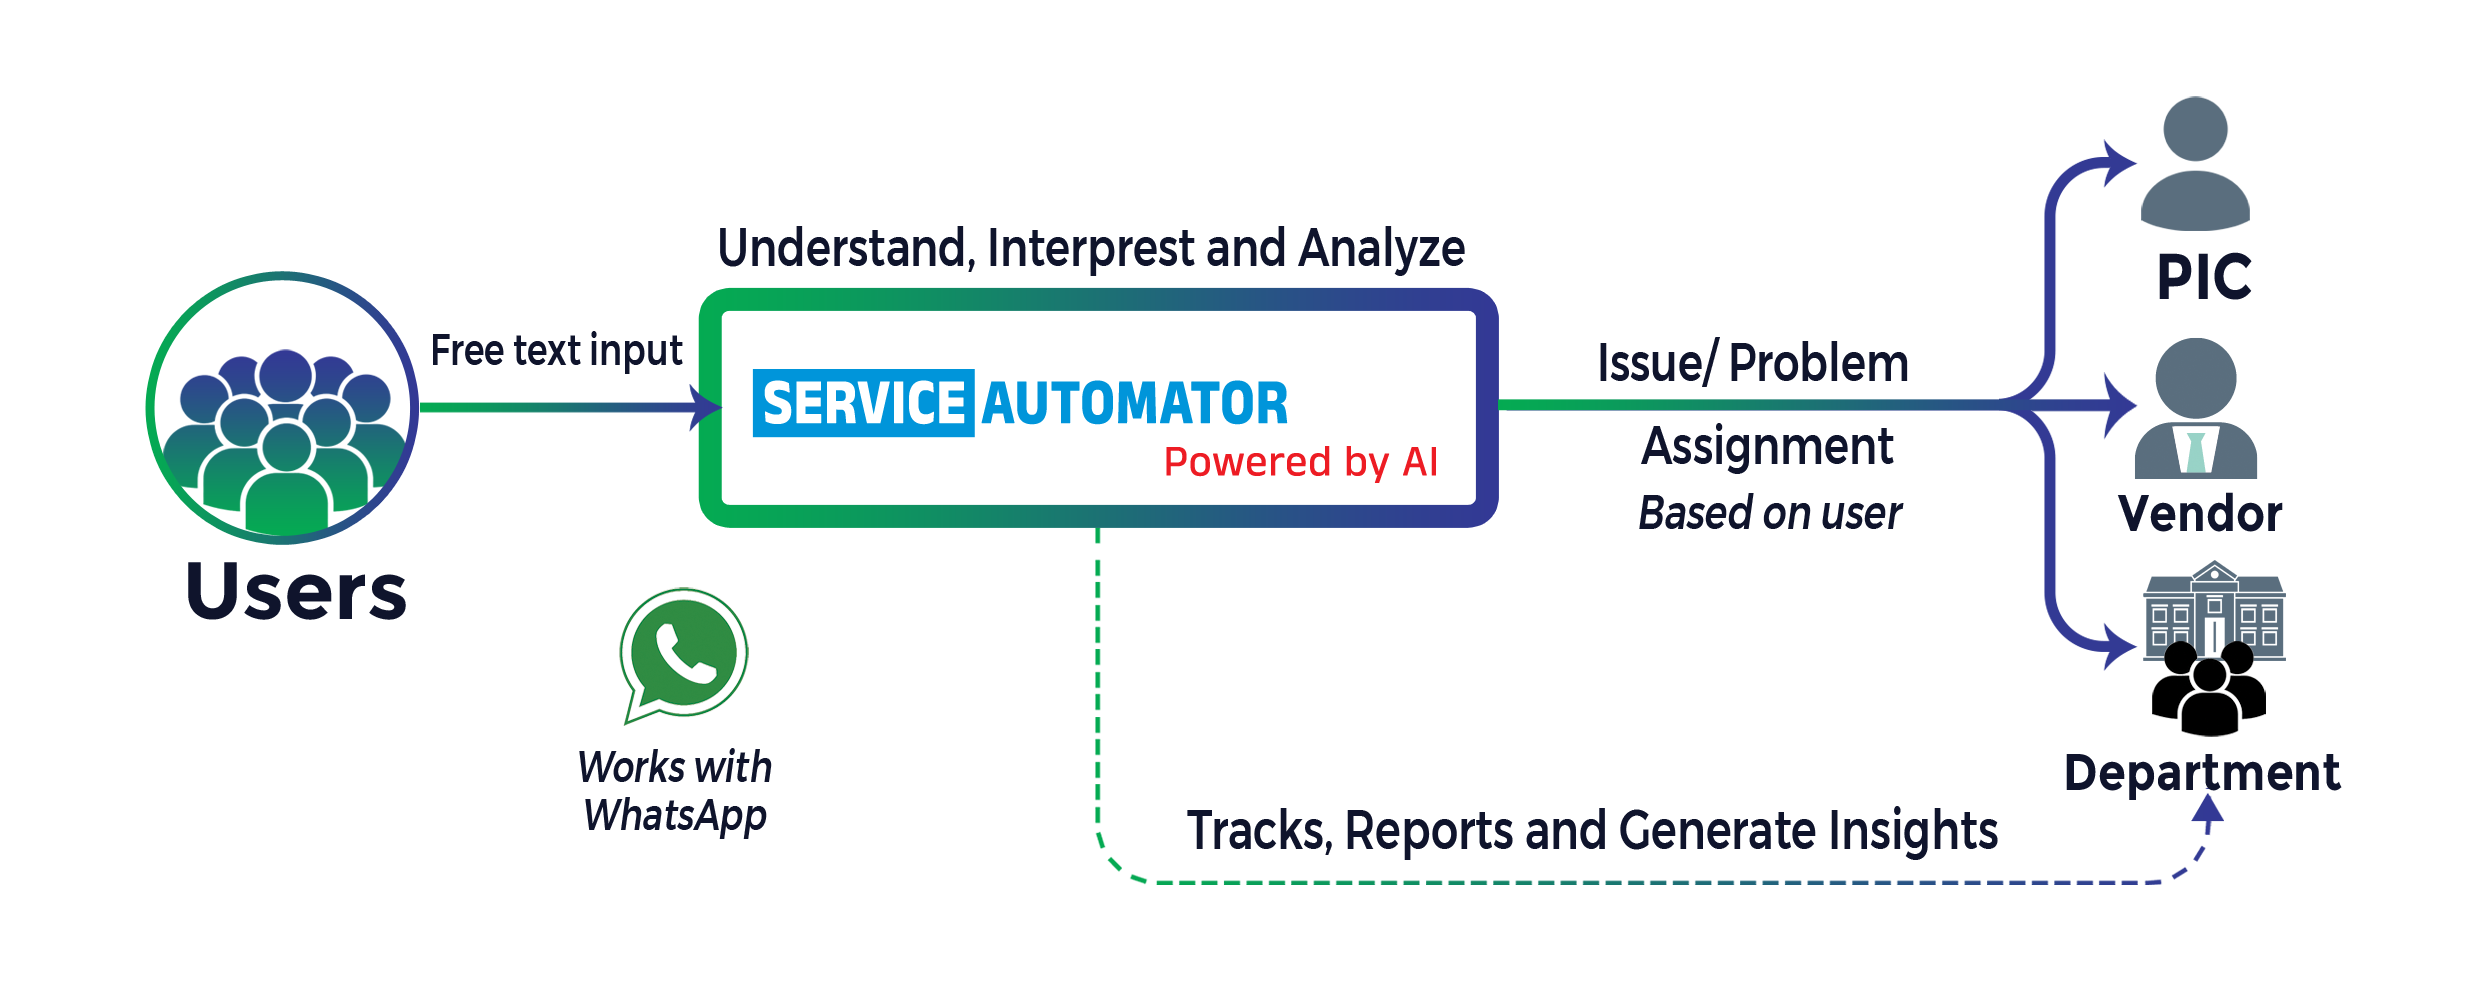 Users
Free text input
Understand, Interprest and Analyze
SERVICE AUTOMATOR
Powered by AI
Works with
WhatsApp
Issue/ Problem
Assignment
Based on user
PIC
Vendor
Department
Tracks, Reports and Generate Insights